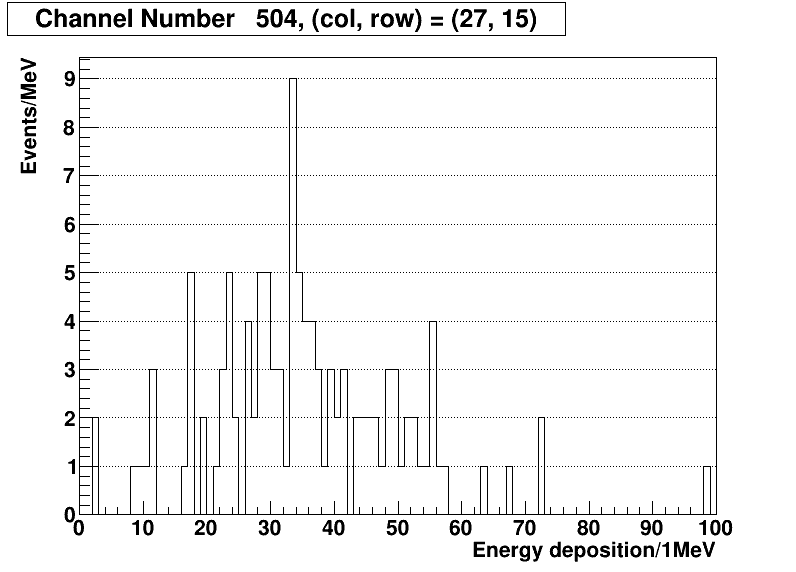 Channel Number 504, (col, row) = (27, 15)
Events/MeV
9
8
7
6
5
4
3
2
1
0
0 10 20 30 40 50 60 70 80 90 100
Energy deposition/1MeV